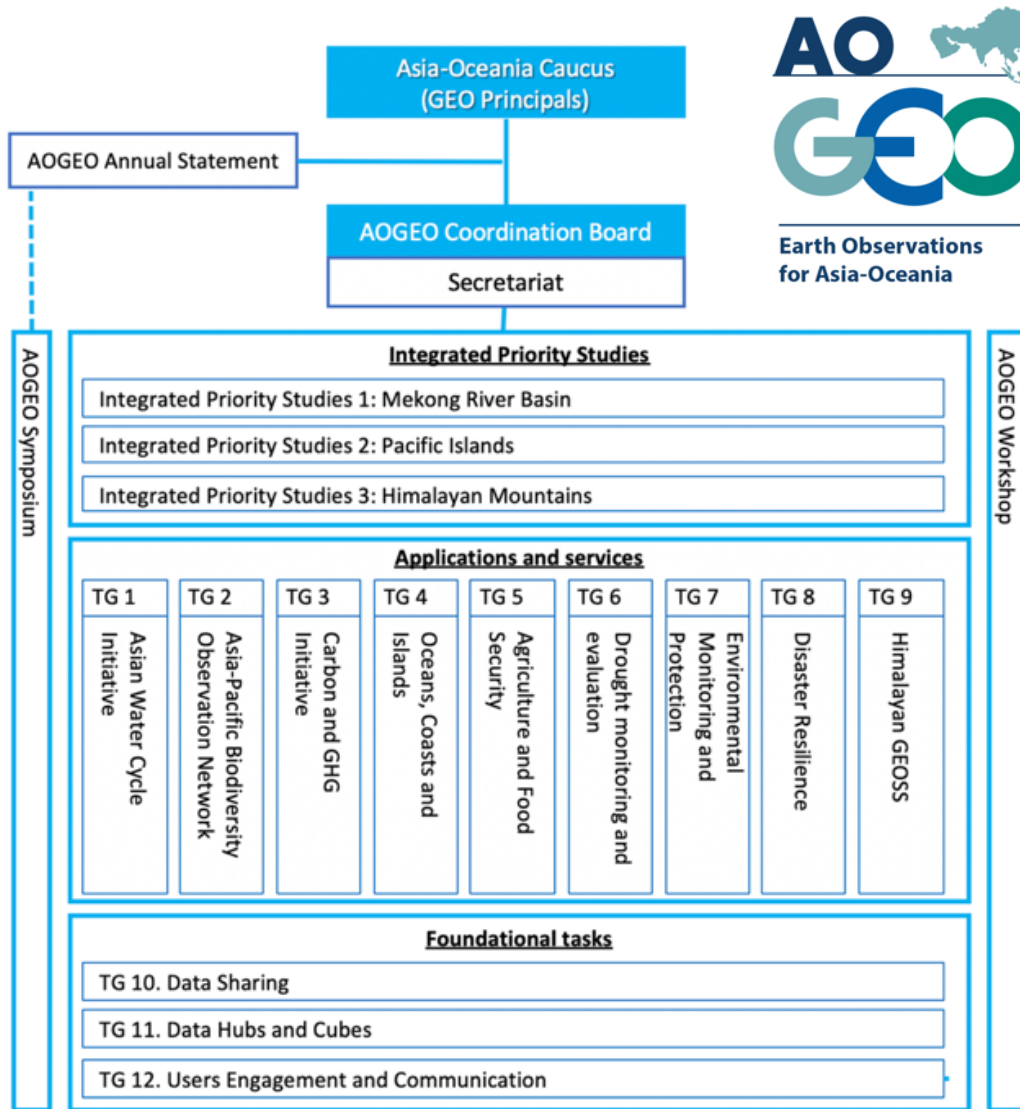 AO
GEO
Earth Observations
for Asia-Oceania
Asia-Oceania Caucus
(GEO Principals)
AOGEO Annual Statement
AOGEO Coordination Board
Secretariat
AOGEO Symposium
Integrated Priority Studies
Integrated Priority Studies 1: Mekong River Basin
Integrated Priority Studies 2: Pacific Islands
Integrated Priority Studies 3: Himalayan Mountains
AOGEO Workshop
Applications and services
TG 1
Asian Water Cycle
Initiative
TG 2
Asia-Pacific Biodiversity
Observation Network
TG 3
Carbon and GHG
Initiative
TG 4
Oceans, Coasts and
Islands
TG 5
Agriculture and Food
Security
TG 6
Drought monitoring and
evaluation
TG 7
Environmental
Monitoring and
Protection
TG 8
Disaster Resilience
TG 9
Himalayan GEOSS
Foundational tasks
TG 10. Data Sharing
TG 11. Data Hubs and Cubes
TG 12. Users Engagement and Communication